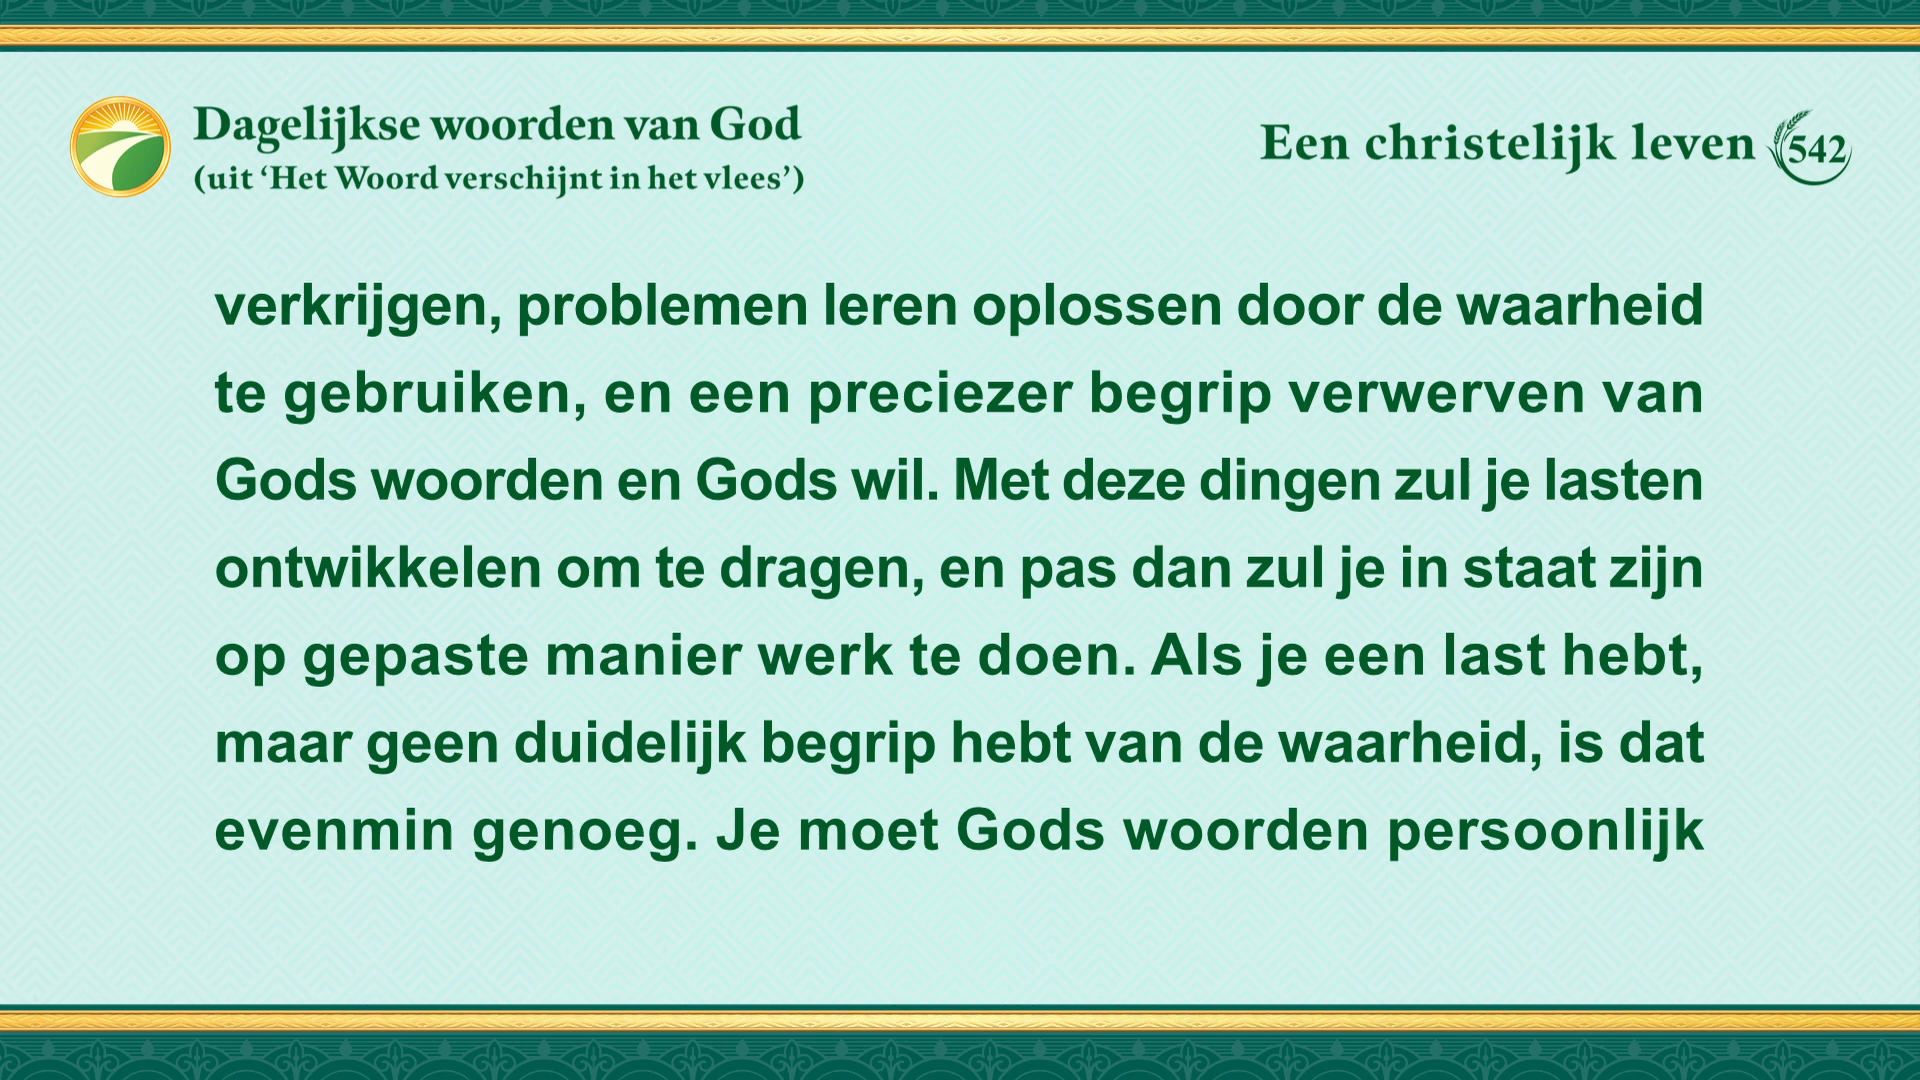 Dagelijkse woorden van God
(uit ‘Het Woord verschijnt in het vlees’)
Een christelijk leven 542
verkrijgen, problemen leren oplossen door de waarheid
te gebruiken, en een preciezer begrip verwerven van
Gods woorden en Gods wil. Met deze dingen zul je lasten
ontwikkelen om te dragen, en pas dan zul je in staat zijn
op gepaste manier werk te doen. Als je een last hebt,
maar geen duidelijk begrip hebt van de waarheid, is dat
evenmin genoeg. Je moet Gods woorden persoonlijk